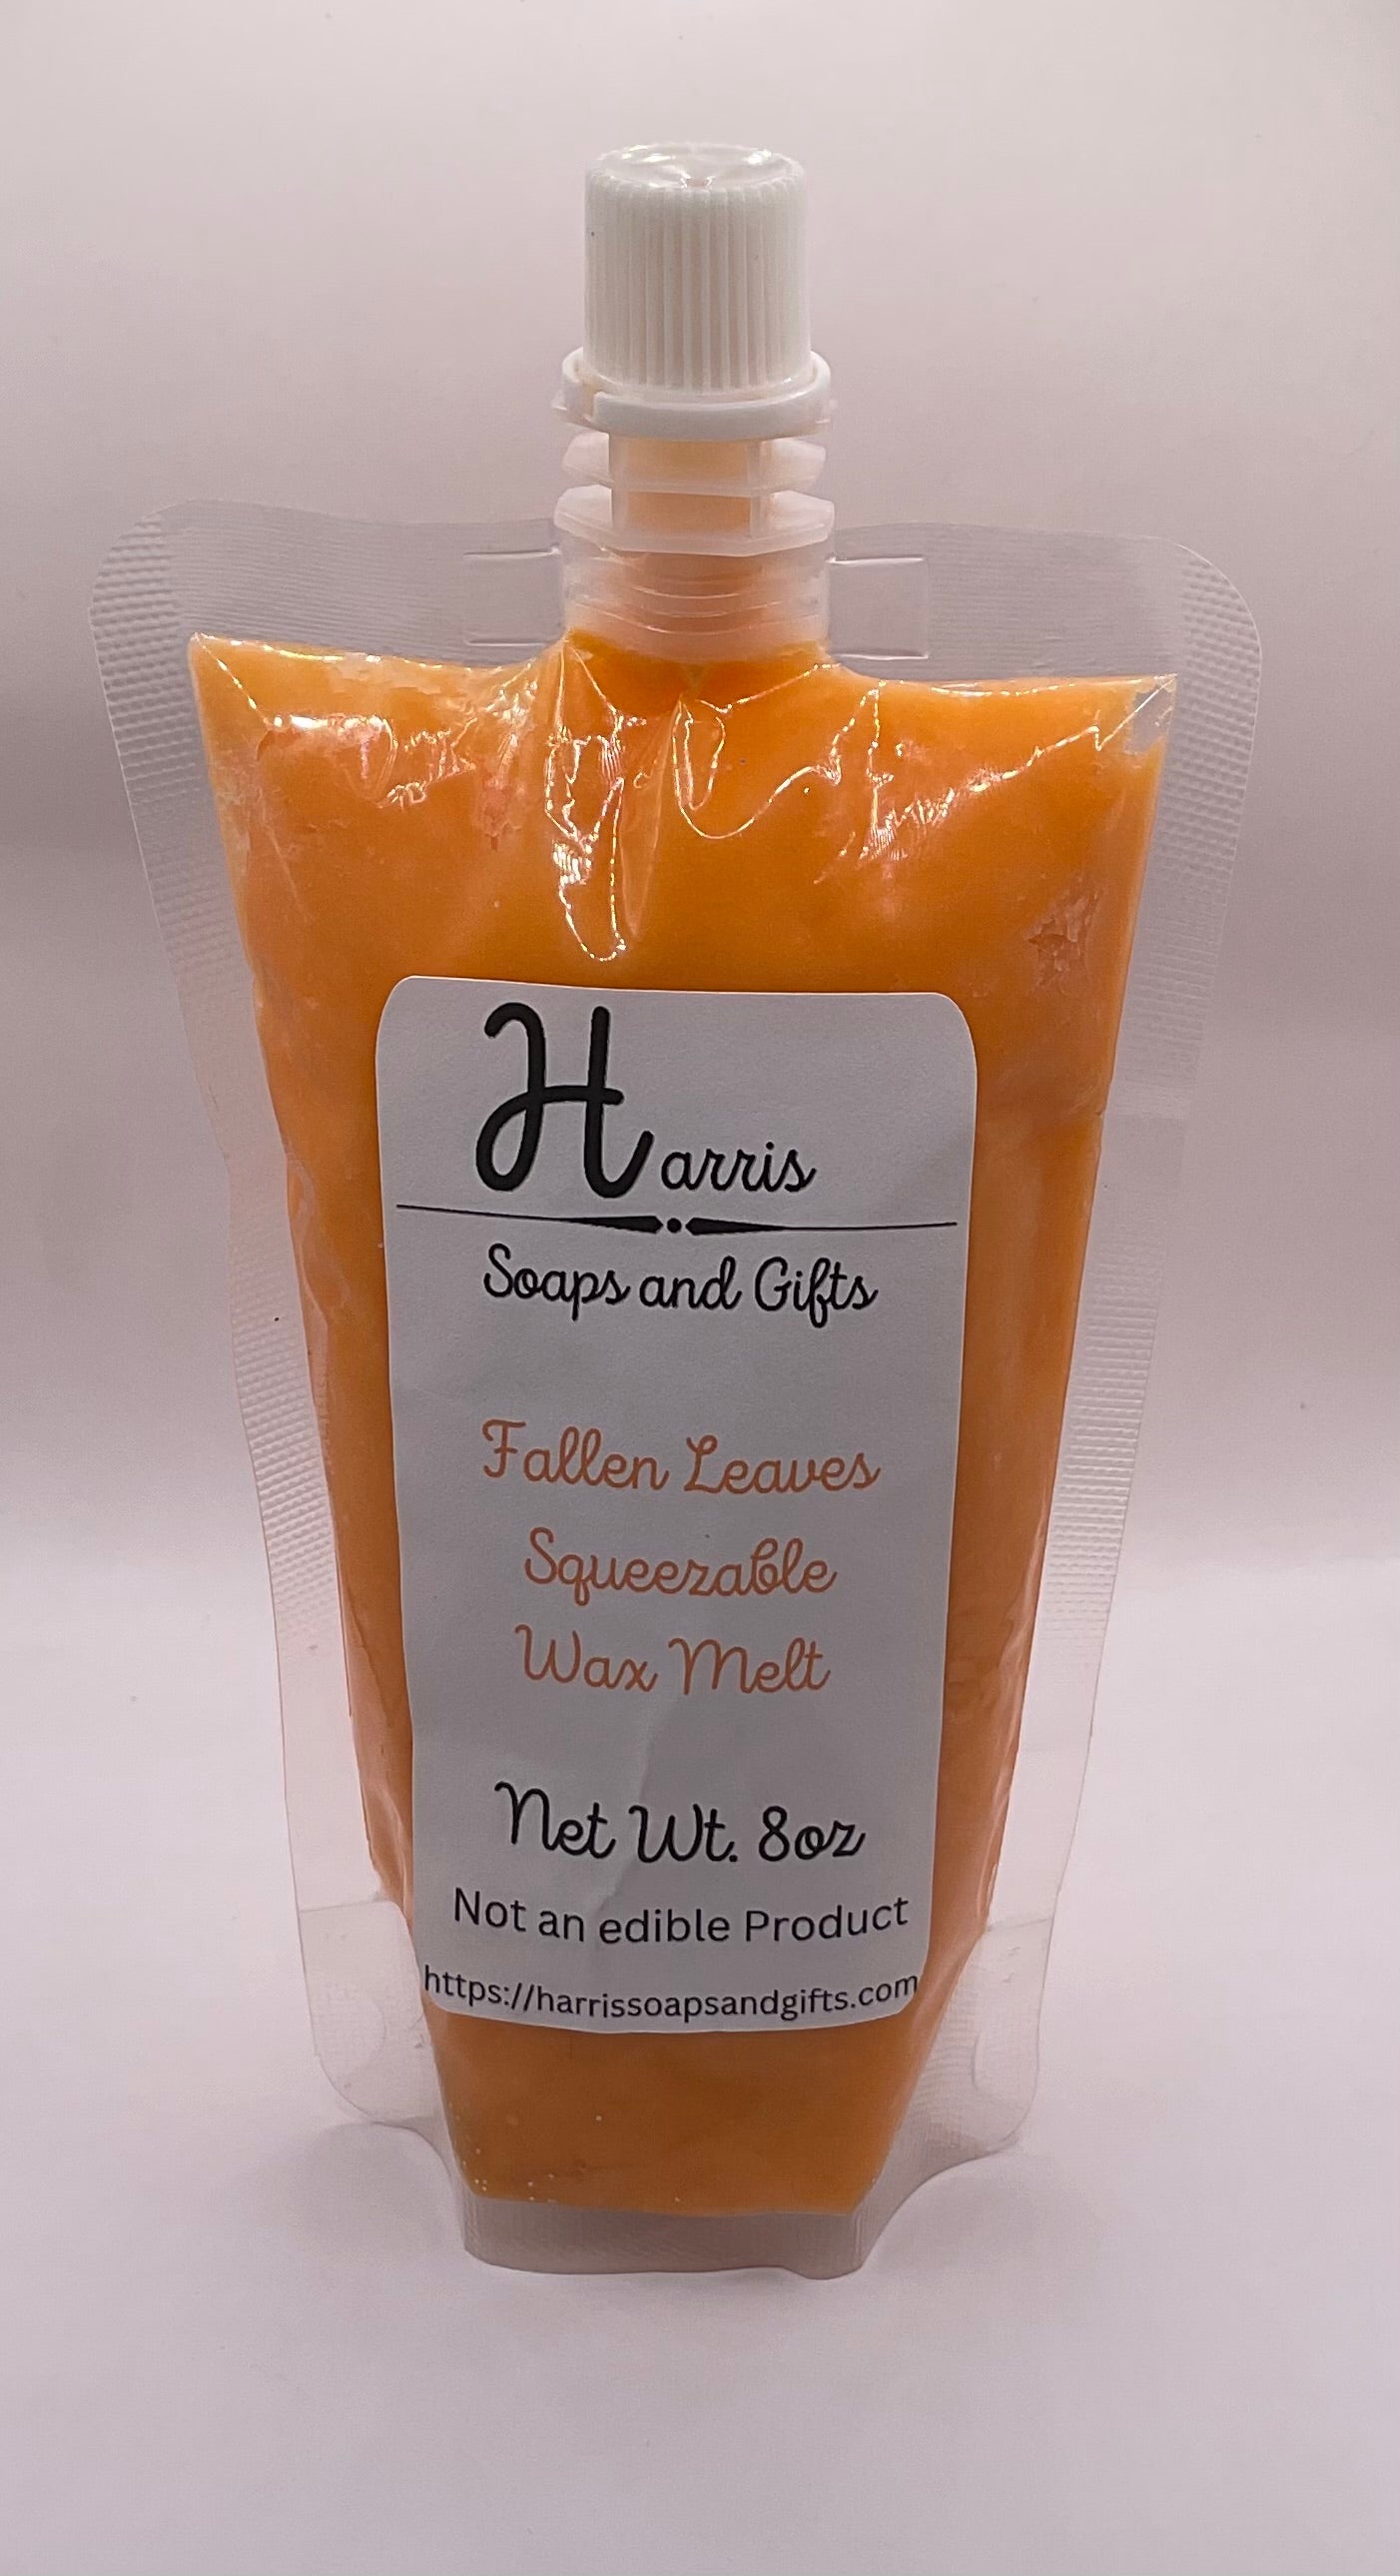 Harris
Soaps and Gifts
Fallen Leaves
Squeezable
Wax Melt
Net Wt. 8oz
Not an edible Product
https://harrissoapsandgifts.com